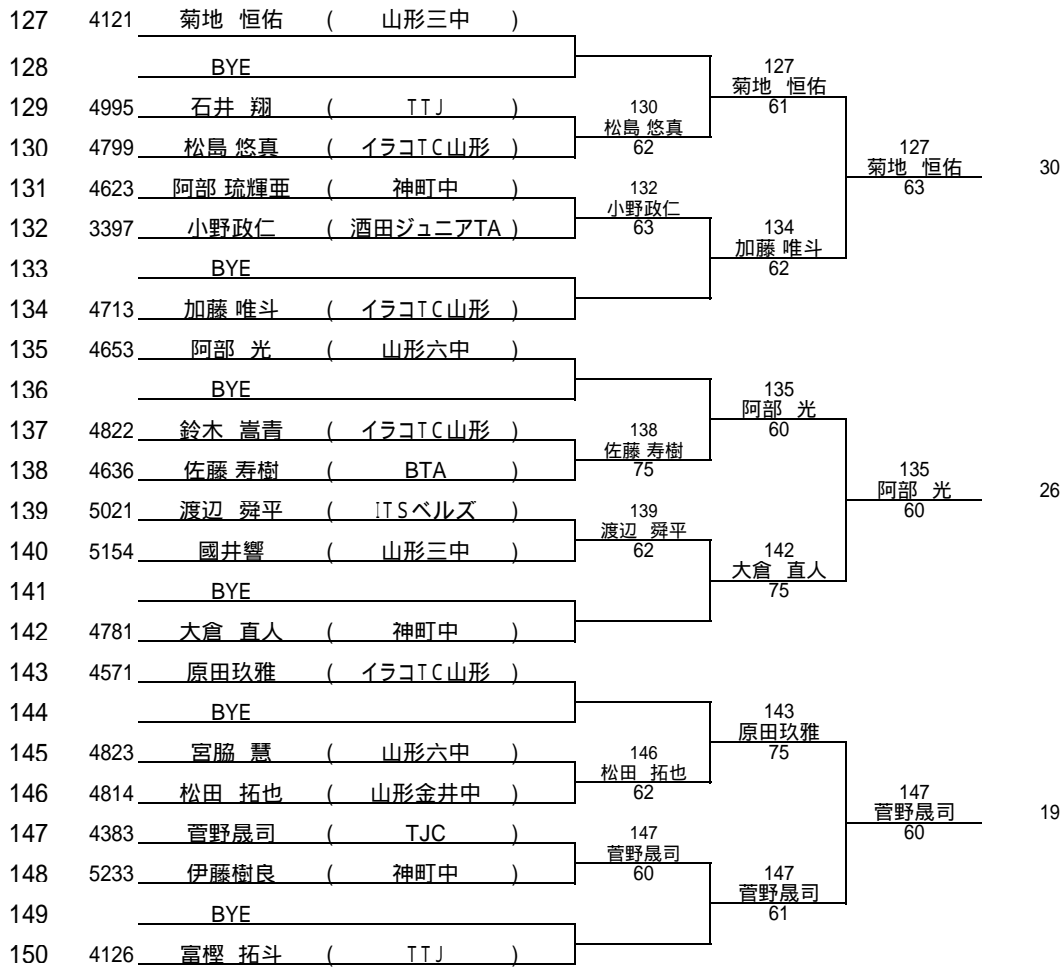 127 4121 菊地 恒佑 ( 山形三中 )
128 BYE
127
菊地 恒佑
61
129 4995 石井 翔 ( TTJ )
130
松島 悠真
62
130 4799 松島 悠真 ( イラコTC山形 )
127
菊地 恒佑
63
30
131 4623 阿部 琉輝亜 ( 神町中 )
132
小野政仁
63
132 3397 小野政仁 ( 酒田ジュニアTA )
134
加藤 唯斗
62
133 BYE
134 4713 加藤 唯斗 ( イラコTC山形 )
135 4653 阿部 光 ( 山形六中 )
136 BYE
135
阿部 光
60
137 4822 鈴木 嵩青 ( イラコTC山形 )
138
佐藤 寿樹
75
138 4636 佐藤 寿樹 ( BTA )
135
阿部 光
60
26
139 5021 渡辺 舜平 ( ITSベルズ )
139
渡辺 舜平
62
140 5154 國井響 ( 山形三中 )
142
大倉 直人
75
141 BYE
142 4781 大倉 直人 ( 神町中 )
143 4571 原田玖雅 ( イラコTC山形 )
144 BYE
143
原田玖雅
75
145 4823 宮脇 慧 ( 山形六中 )
146
松田 拓也
62
146 4814 松田 拓也 ( 山形金井中 )
147
菅野晟司
60
19
147 4383 菅野晟司 ( TJC )
147
菅野晟司
60
148 5233 伊藤樹良 ( 神町中 )
147
菅野晟司
61
149 BYE
150 4126 富樫 拓斗 ( TTJ )